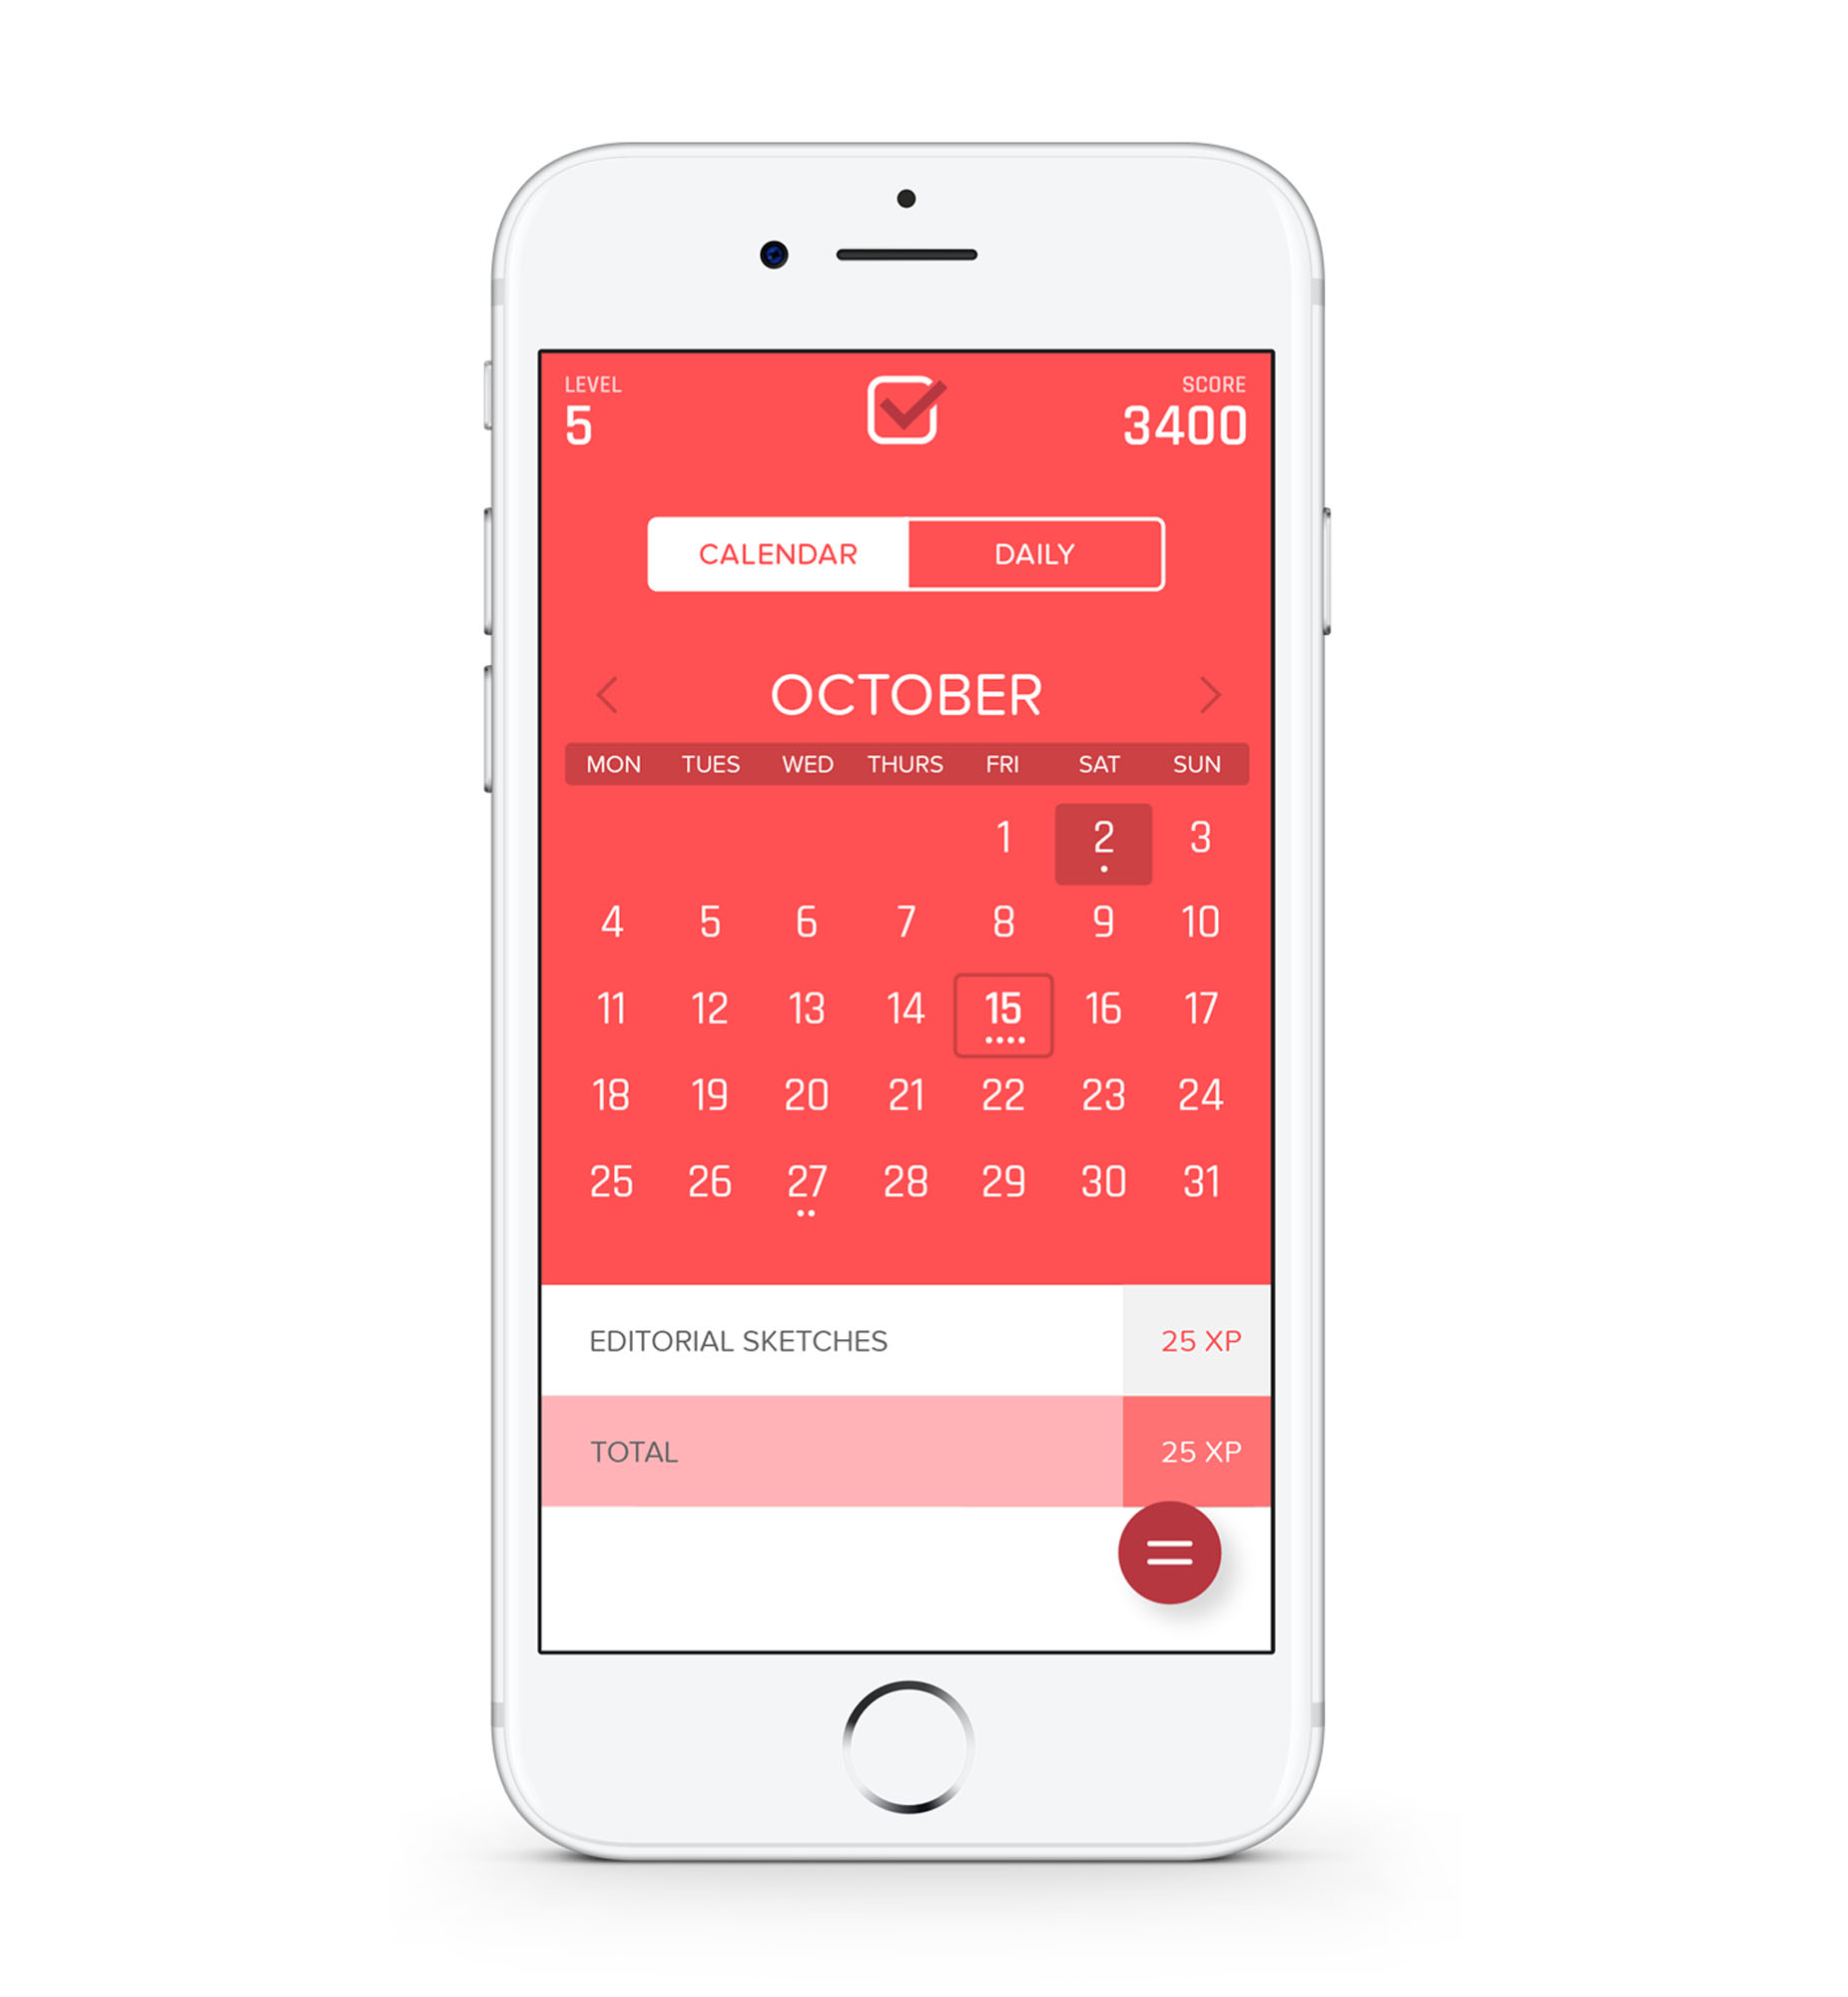 LEVEL SCORE
5 3400
CALENDAR DAILY
OCTOBER
MON TUES WED THURS FRI SAT SUN
1 2 3
4 5 6 7 8 9 10
11 12 13 14 15 16 17
18 19 20 21 22 23 24
25 26 27 28 29 30 31
EDITORIAL SKETCHES 25 XP
TOTAL 25 XP